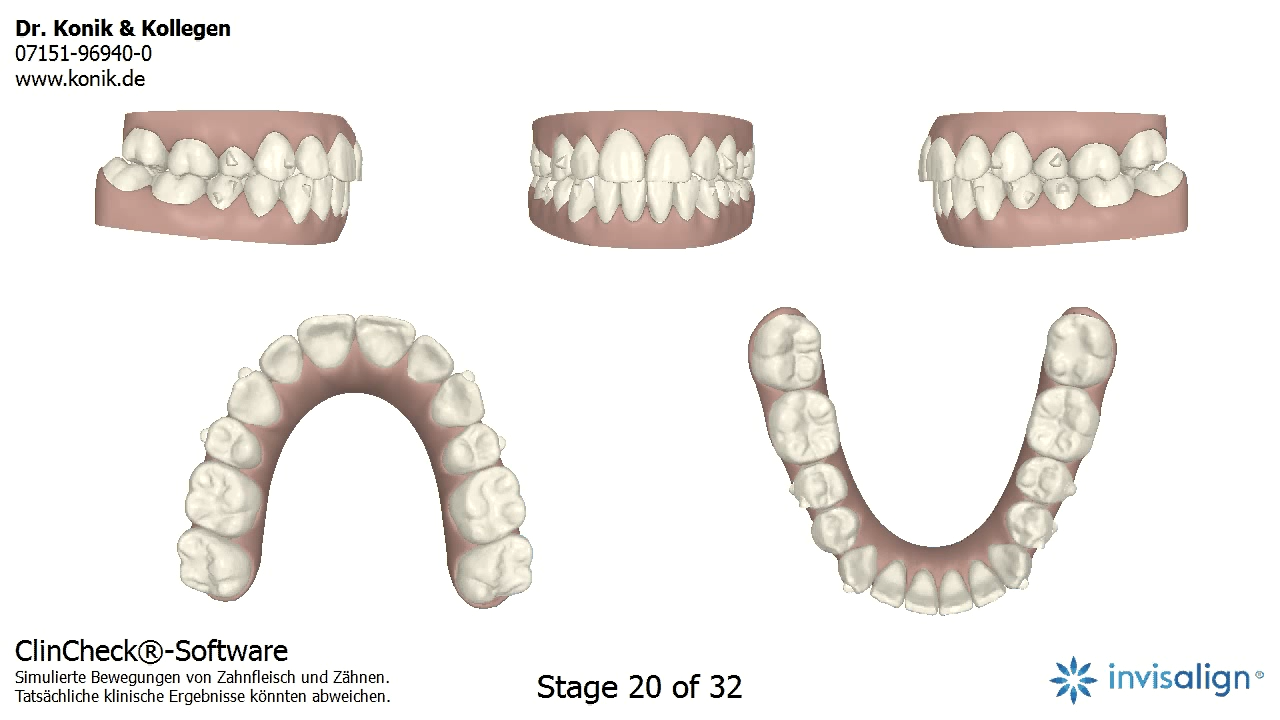 Dr. Konik & Kollegen
07151-96940-0
www.konik.de
ClinCheck®-Software
Simulierte Bewegungen von Zahnfleisch und Zähnen.
Tatsächliche klinische Ergebnisse könnten abweichen.
Stage 20 of 32
invisalign®